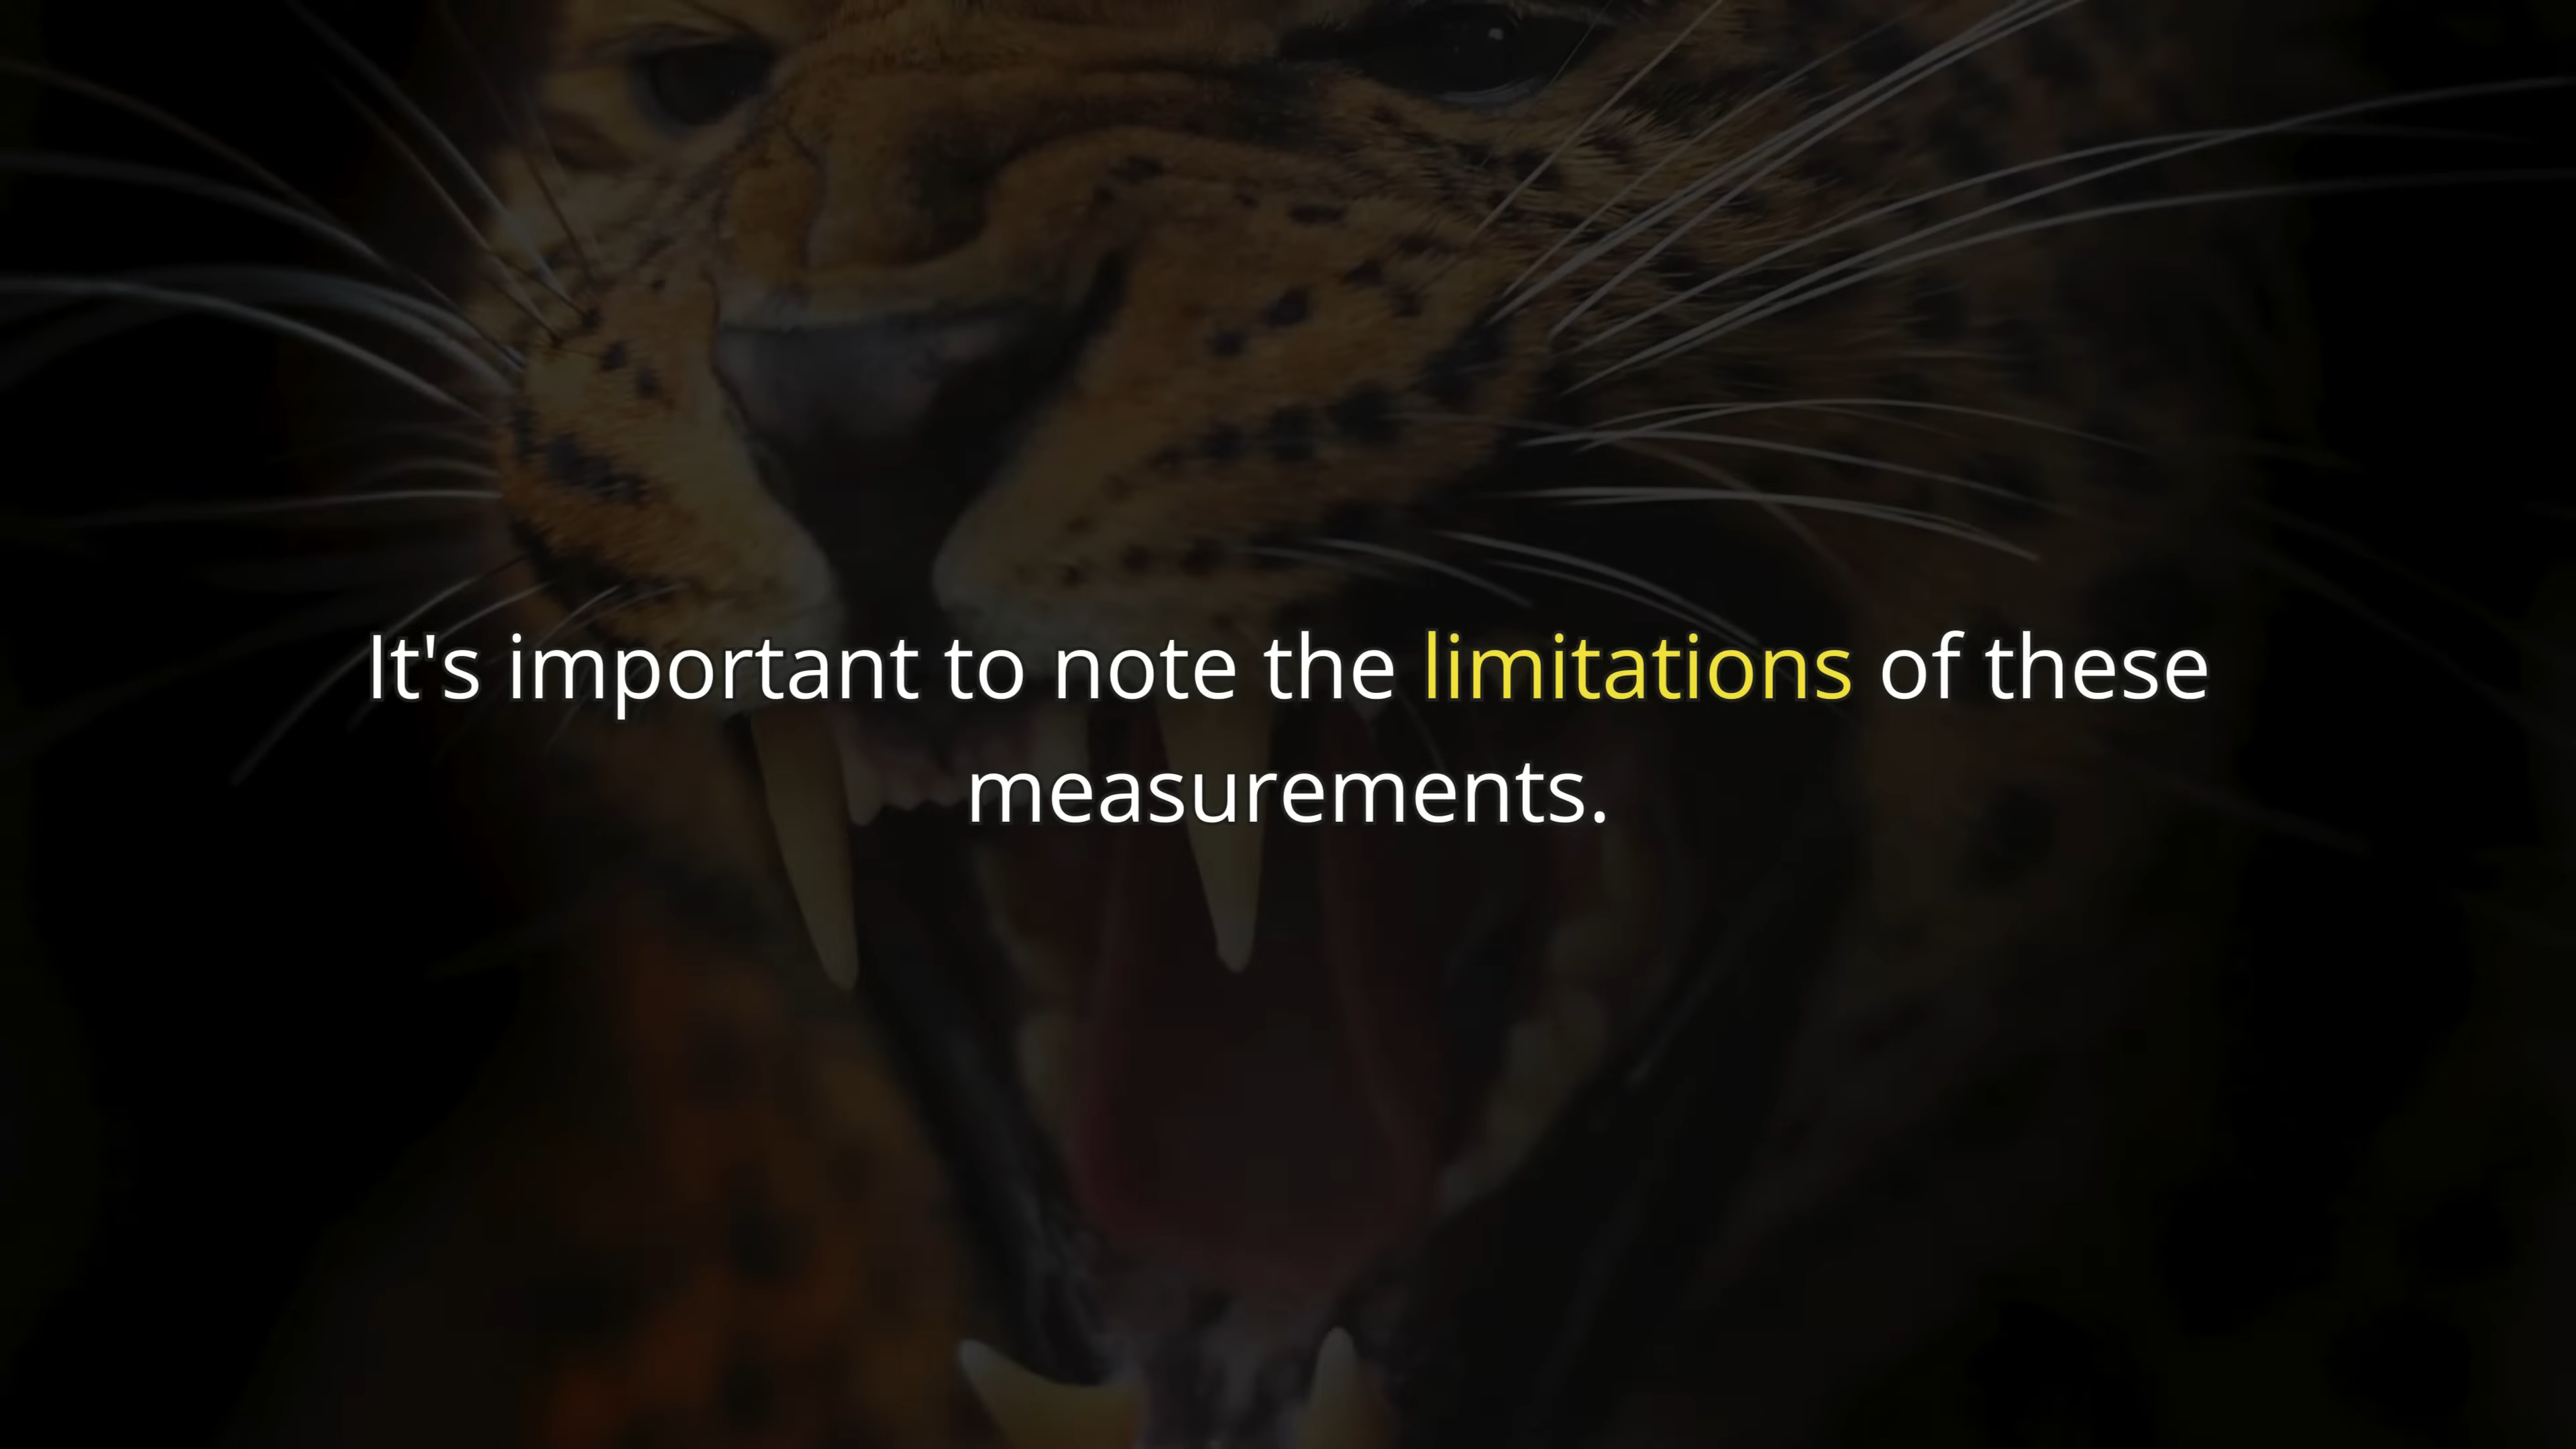 It's important to note the limitations of these
measurements.